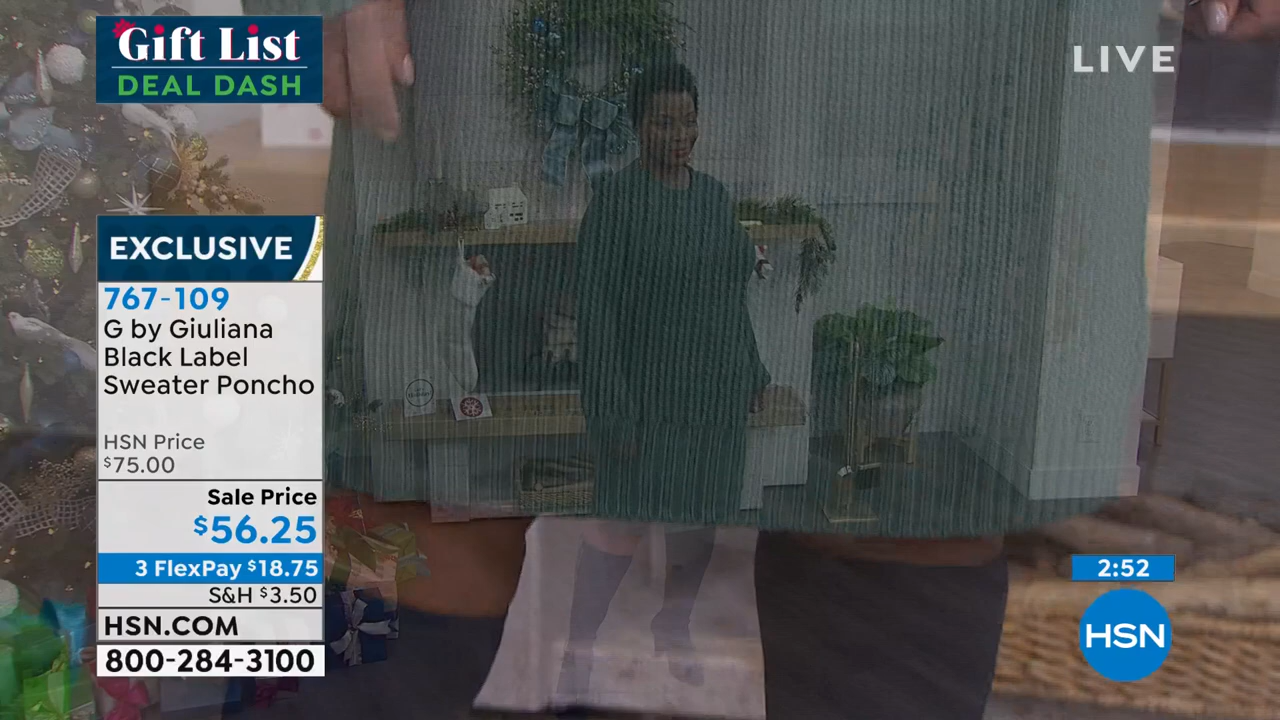 Gift List
DEAL DASH
LIVE
EXCLUSIVE
767-109
G by Giuliana
Black Label
Sweater Poncho
HSN Price
$75.00
Sale Price
$56.25
3 FlexPay $18.75
S&H $3.50
HSN.COM
800-284-3100
2:52
HSN